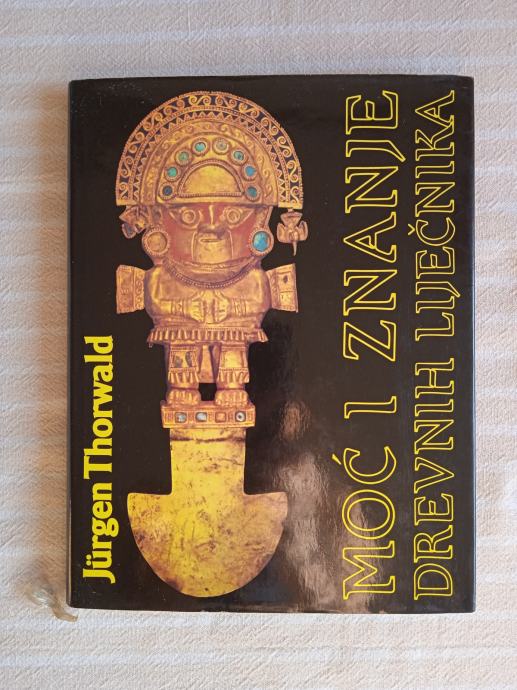 Jürgen Thorwald
MOĆ I ZNANJE
DREVNIH LIJEČNIKA